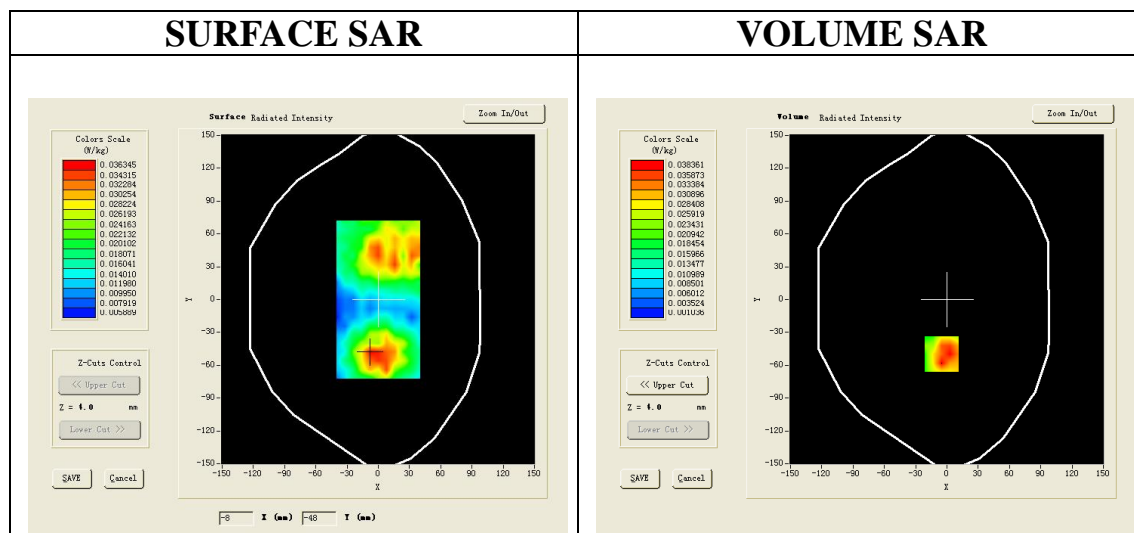 SURFACE SAR
VOLUME SAR
Surface Radiated Intensity
Zoom In/Out
Colors Scale
(W/kg)
0.036345
0.034315
0.032284
0.030254
0.028224
0.026193
0.024163
0.022132
0.020102
0.018071
0.016041
0.014010
0.011980
0.009950
0.007919
0.005889
150
120
90
60
30
0
-30
-60
-90
-120
-150
Y
-150 -120 -90 -60 -30 0 30 60 90 120 150
X
Z-Cuts Control
<< Upper Cut
Z = 4.0 mm
Lower Cut >>
SAVE
Cancel
-8 X (mm) -48 Y (mm)
Volume Radiated Intensity
Zoom In/Out
Colors Scale
(W/kg)
0.038361
0.035873
0.033384
0.030896
0.028408
0.025919
0.023431
0.020942
0.018454
0.015966
0.013477
0.010989
0.008501
0.006012
0.003524
0.001036
150
120
90
60
30
0
-30
-60
-90
-120
-150
Y
-150 -120 -90 -60 -30 0 30 60 90 120 150
X
Z-Cuts Control
<< Upper Cut
Z = 4.0 mm
Lower Cut >>
SAVE
Cancel